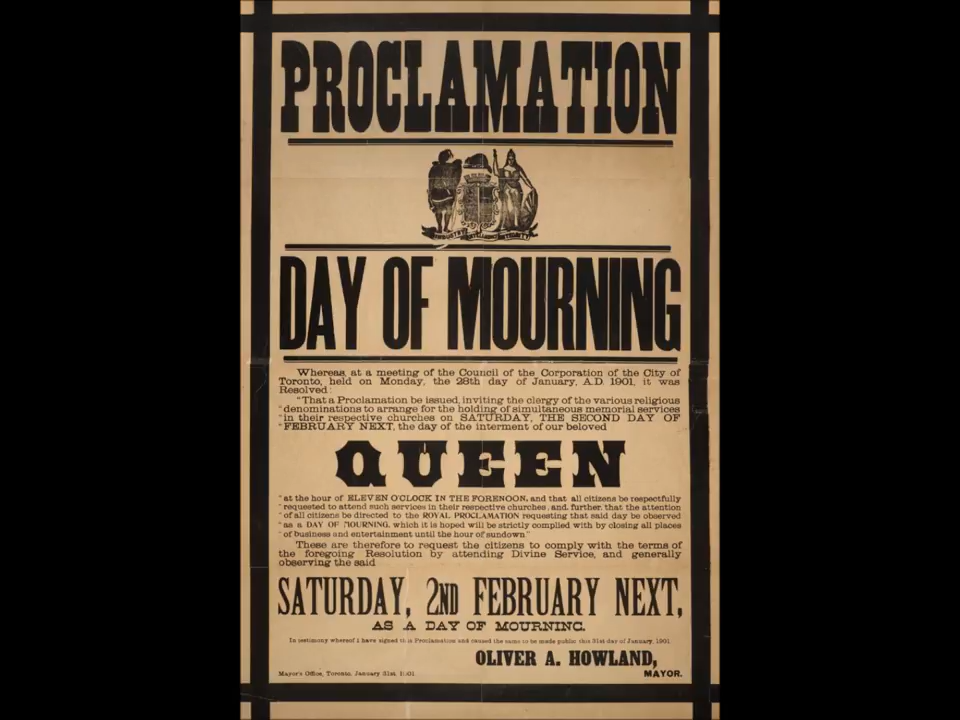 PROCLAMATION
INDUSTRY INTELLIGENCE INTEGRITY
DAY OF MOURNING
Whereas, at a meeting of the Council of the Corporation of the City of
Toronto, held on Monday, the 28th day of January, A.D. 1901, it was
Resolved:
"That a Proclamation be issued, inviting the clergy of the various religious
"denominations to arrange for the holding of simultaneous memorial services
"in their respective churches on SATURDAY, THE SECOND DAY OF
"FEBRUARY NEXT, the day of the interment of our beloved
QUEEN
"at the hour of ELEVEN O'CLOCK IN THE FORENOON, and that all citizens be respectfully
"requested to attend such services in their respective churches, and, further, that the attention
"of all citizens be directed to the ROYAL PROCLAMATION requesting that said day be observed
"as a DAY OF MOURNING, which it is hoped will be strictly complied with by closing all places
"of business and entertainment until the hour of sundown."
These are therefore to request the citizens to comply with the terms of
the foregoing Resolution by attending Divine Service, and generally
observing the said
SATURDAY, 2ND FEBRUARY NEXT,
AS A DAY OF MOURNING.
In testimony whereof I have signed this Proclamation and caused the same to be made public this 31st day of January, 1901.
OLIVER A. HOWLAND,
Mayor's Office, Toronto, January 31st, 1901. MAYOR.